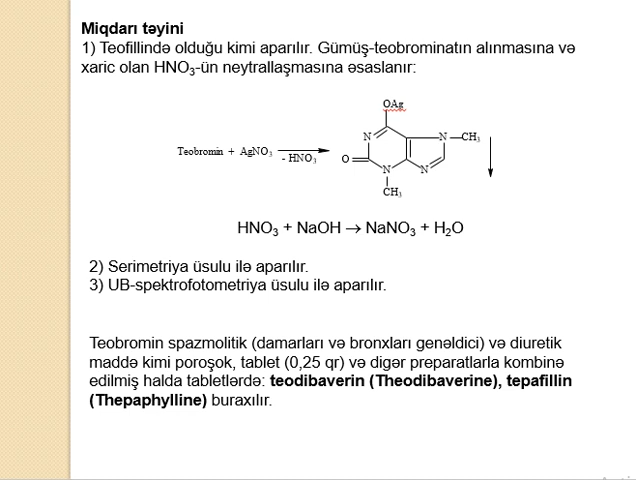 Miqdarı təyini
1) Teofillində olduğu kimi aparılır. Gümüş-teobrominatın alınmasına və
xaric olan HNO₃-ün neytrallaşmasına əsaslanır:
OAg
N
N—CH₃
Teobromin + AgNO₃
- HNO₃
O
N
N
CH₃
HNO₃ + NaOH → NaNO₃ + H₂O
2) Serimetriya üsulu ilə aparılır.
3) UB-spektrofotometriya üsulu ilə aparılır.
Teobromin spazmolitik (damarları və bronxları genəldici) və diuretik
maddə kimi poroşok, tablet (0,25 qr) və digər preparatlarla kombinə
edilmiş halda tabletlərdə: teodibaverin (Theodibaverine), tepafillin
(Thepaphylline) buraxılır.